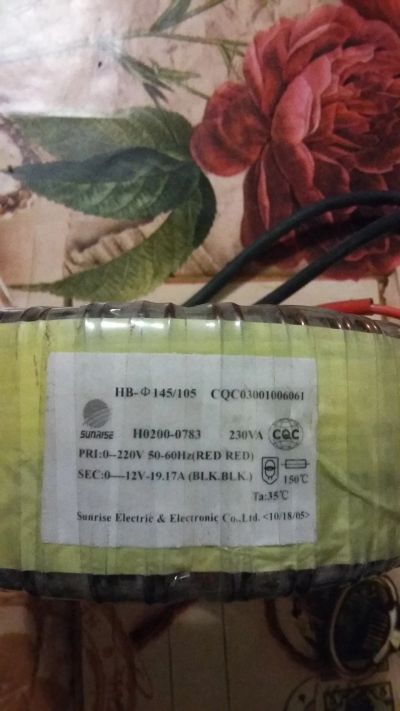 HB-Φ145/105 CQC03001006061
SUNRISE H0200-0783 230VA CQC
PRI:0--220V 50-60Hz(RED RED)
SEC:0----12V-19.17A (BLK.BLK.) 150℃
Ta:35℃
Sunrise Electric & Electronic Co.,Ltd. <10/18/05>